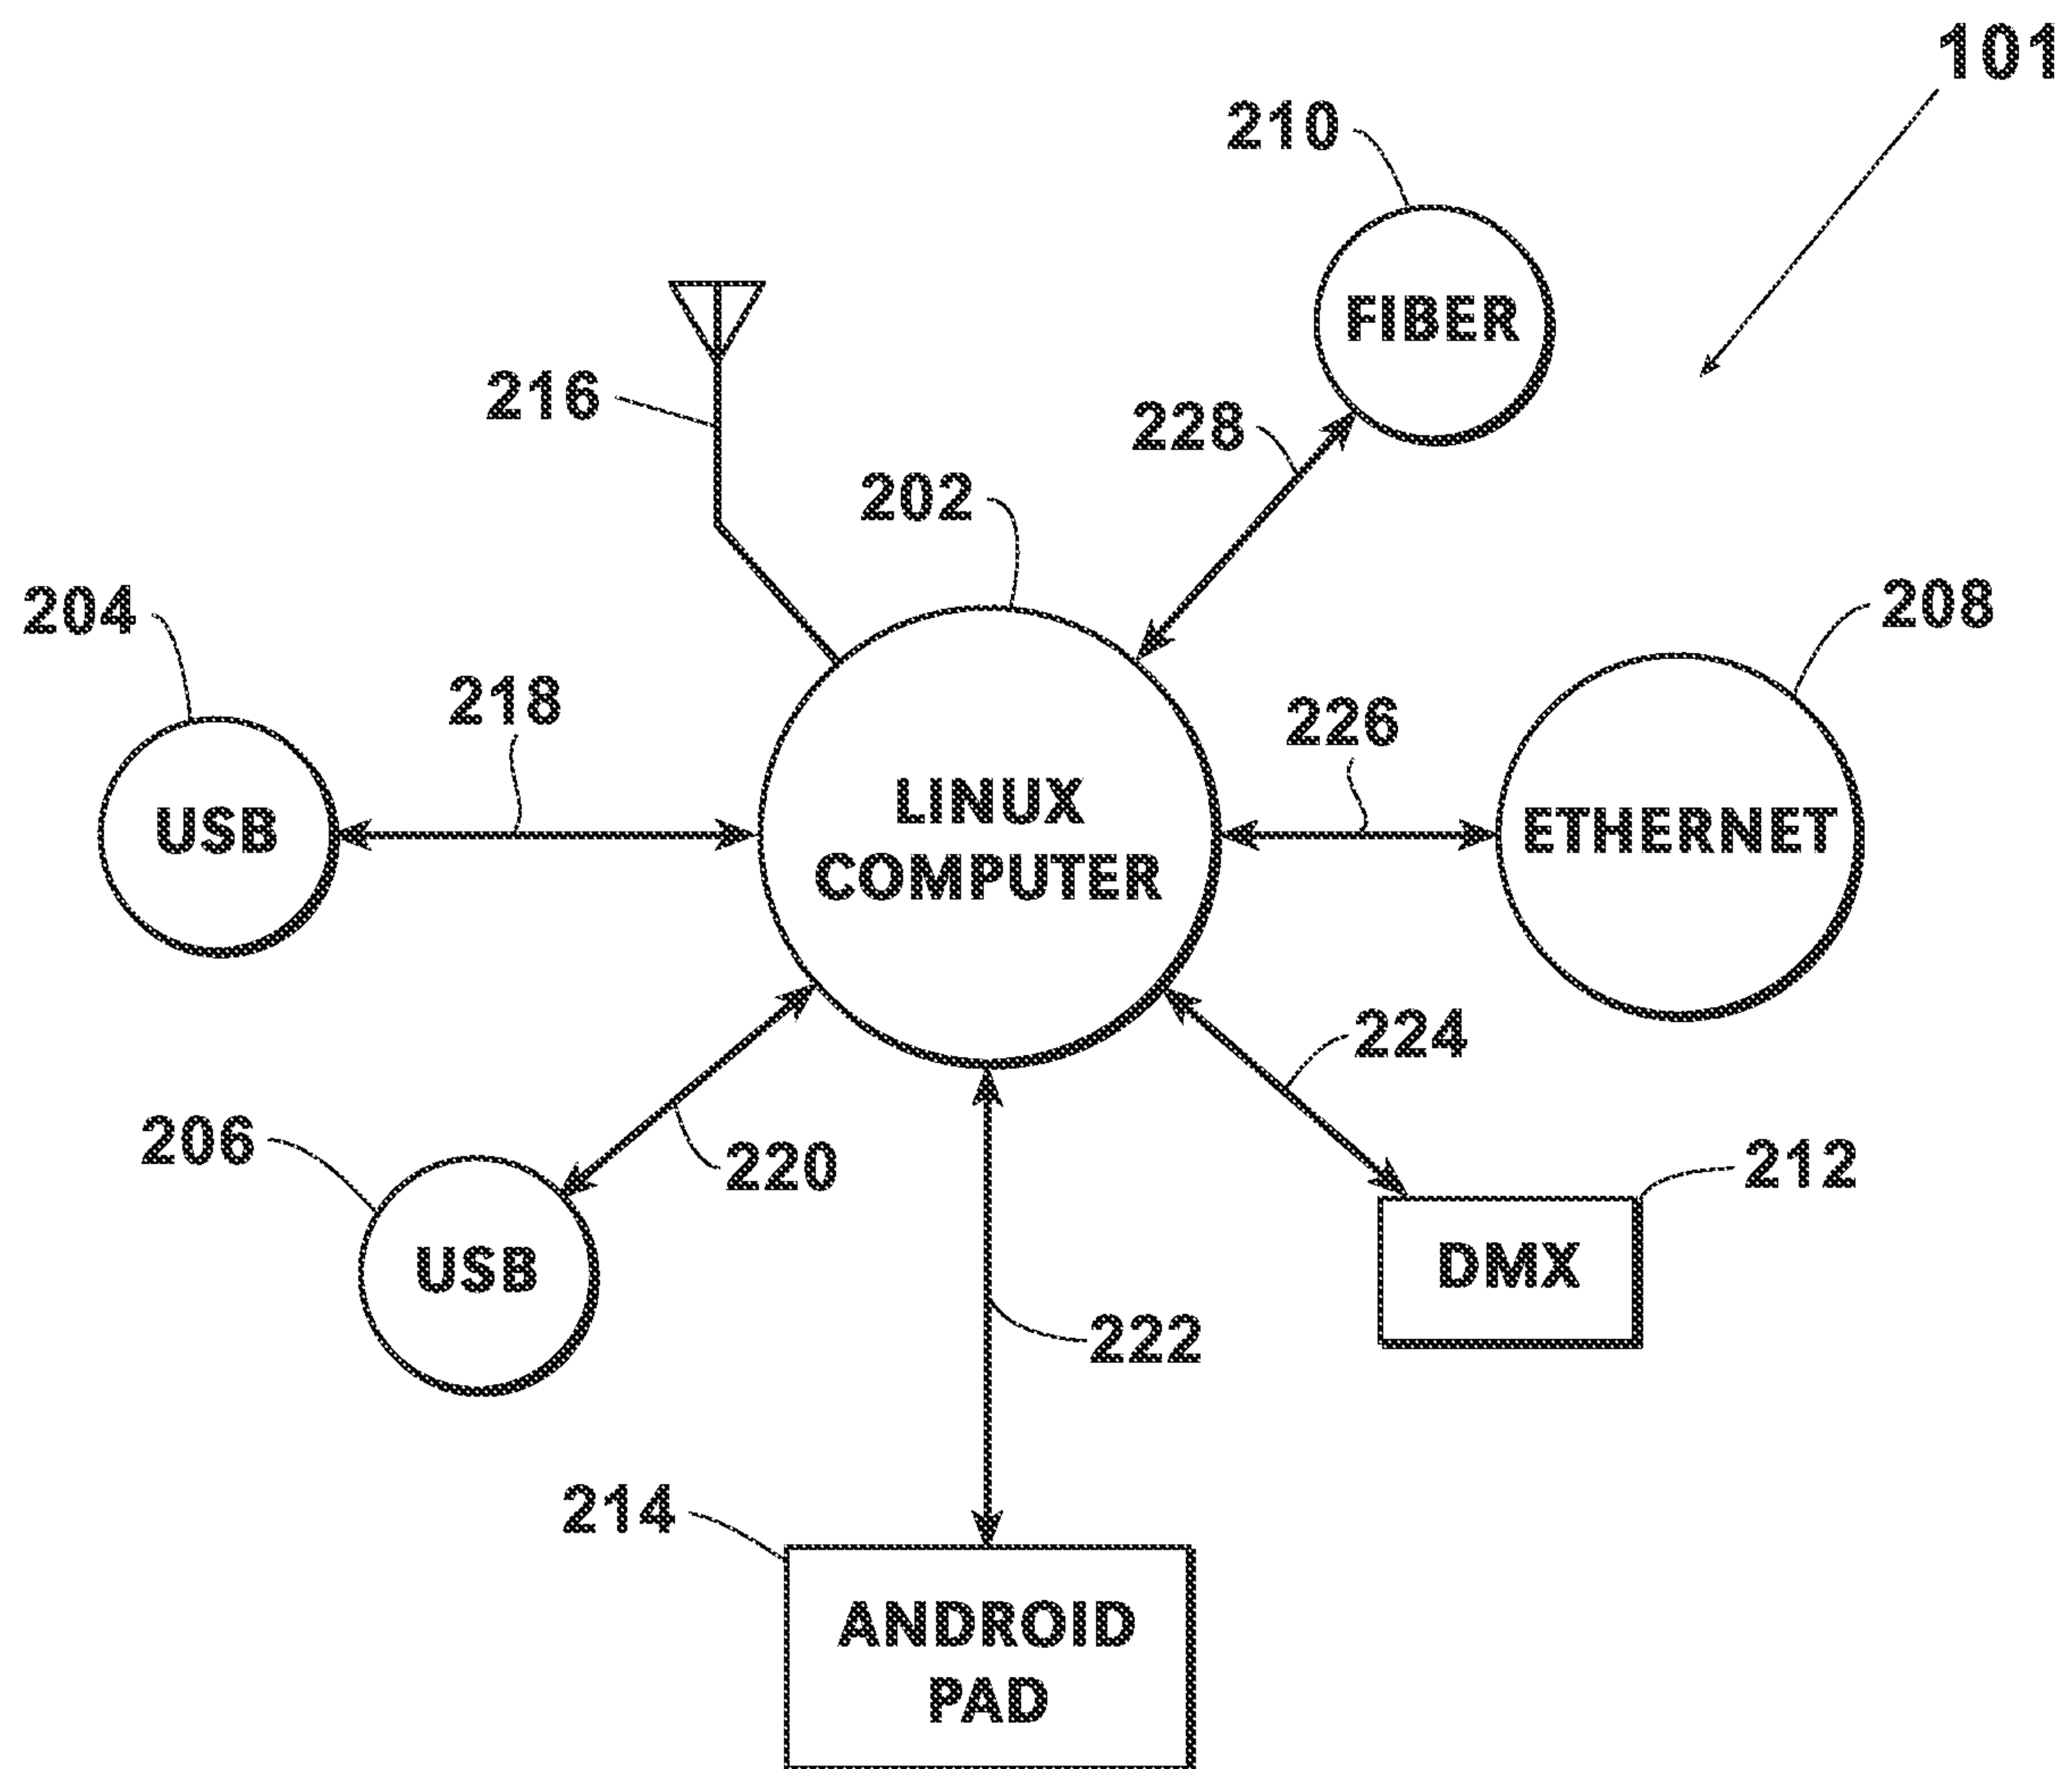 101
210
FIBER
216
228
202
204
208
218
226
USB
LINUX
COMPUTER
ETHERNET
224
206
220
212
USB
DMX
222
214
ANDROID
PAD